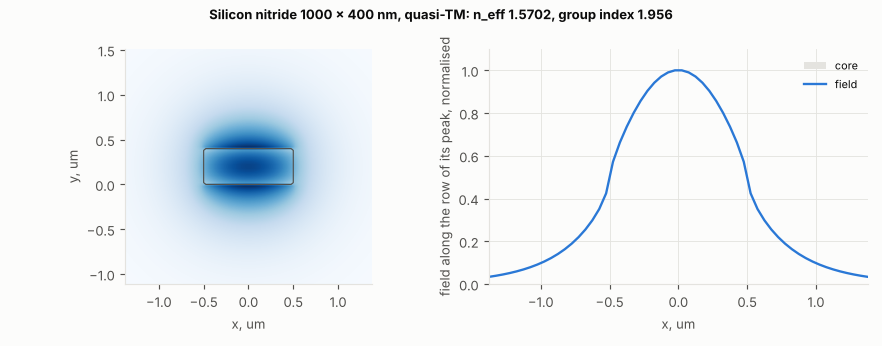 Silicon nitride 1000 × 400 nm, quasi-TM: n_eff 1.5702, group index 1.956
y, um
1.5
1.0
0.5
0.0
−0.5
−1.0
−1.0 −0.5 0.0 0.5 1.0
x, um
field along the row of its peak, normalised
1.0
0.8
0.6
0.4
0.2
0.0
−1.0 −0.5 0.0 0.5 1.0
x, um
core
field